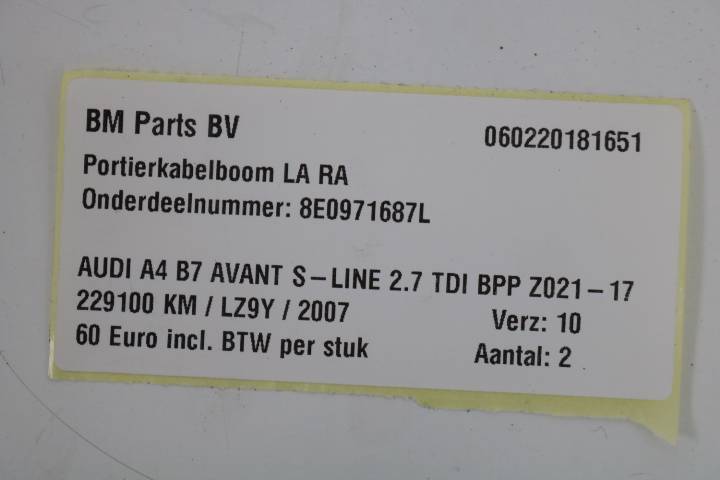 BM Parts BV 060220181651
Portierkabelboom LA RA
Onderdeelnummer: 8E0971687L
AUDI A4 B7 AVANT S-LINE 2.7 TDI BPP Z021-17
229100 KM / LZ9Y / 2007 Verz: 10
60 Euro incl. BTW per stuk Aantal: 2